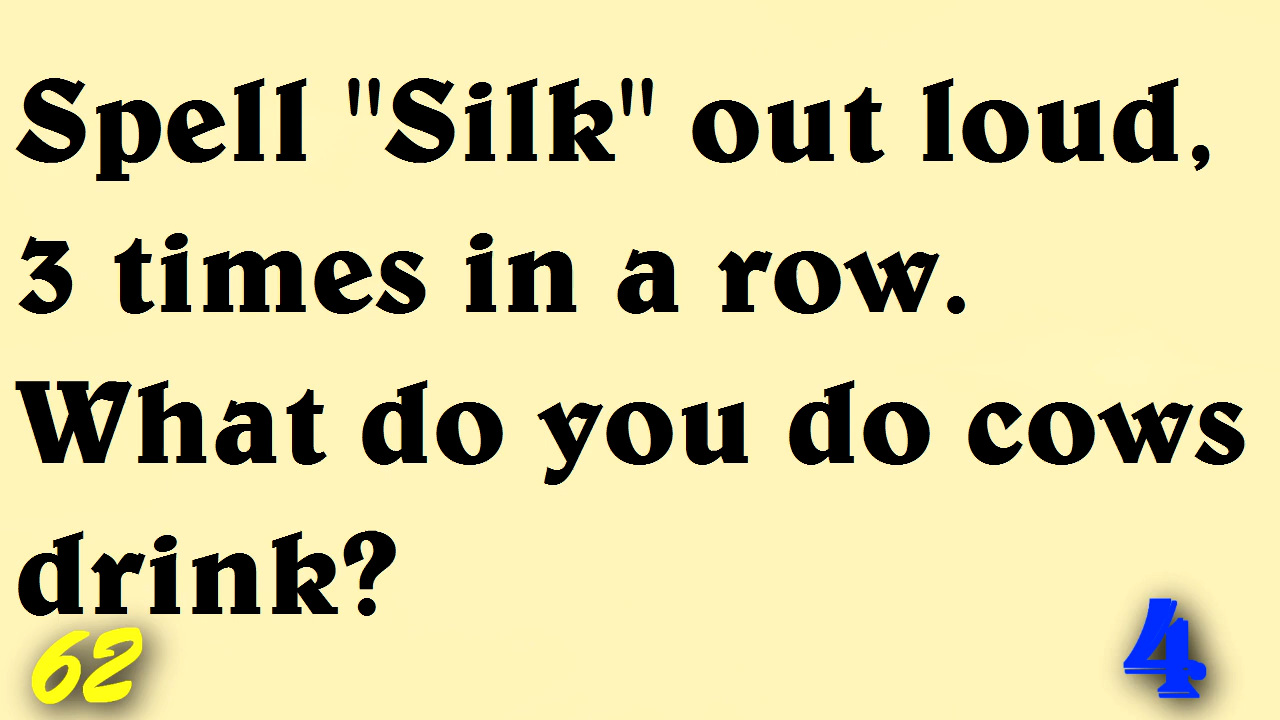 Spell "Silk" out loud,
3 times in a row.
What do you do cows
drink?
62
4